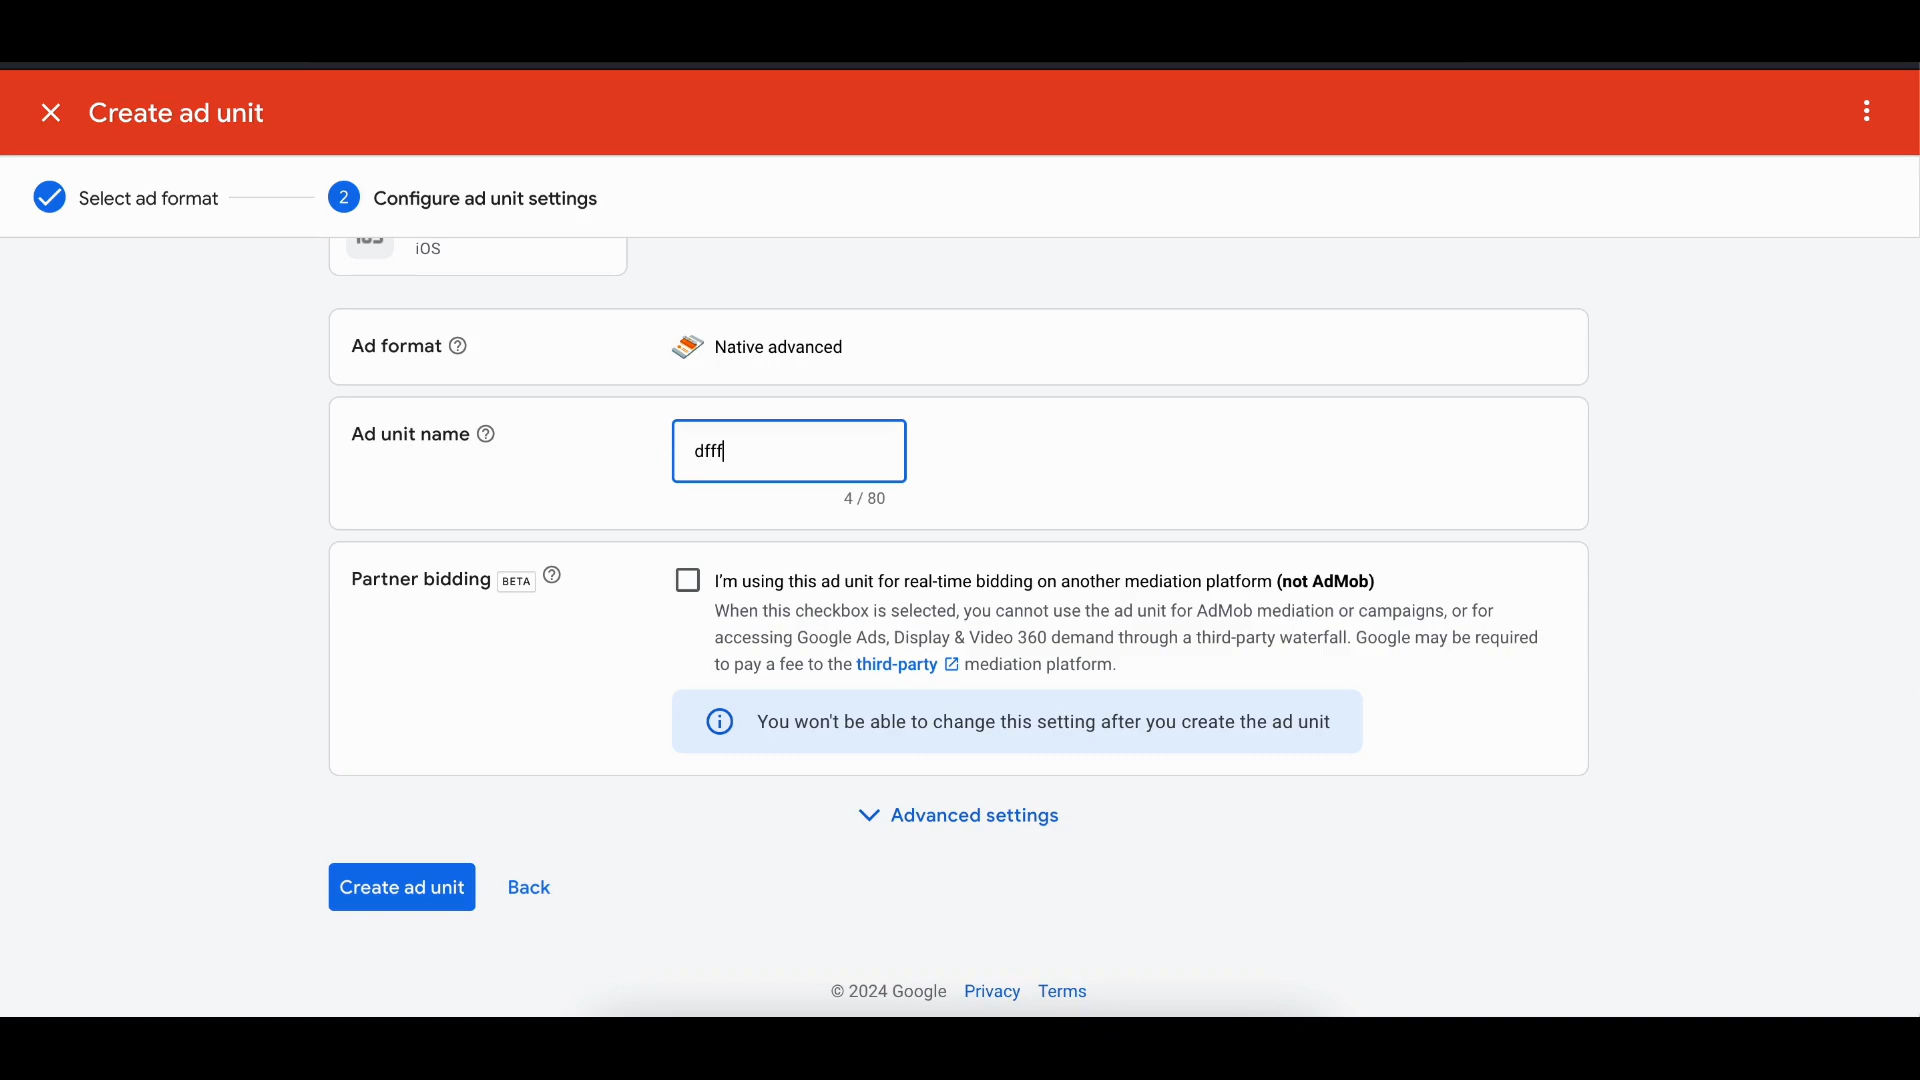 Create ad unit
Select ad format
2 Configure ad unit settings
iOS
Ad format
Native advanced
Ad unit name
dfff
4 / 80
Partner bidding BETA
I'm using this ad unit for real-time bidding on another mediation platform (not AdMob)
When this checkbox is selected, you cannot use the ad unit for AdMob mediation or campaigns, or for
accessing Google Ads, Display & Video 360 demand through a third-party waterfall. Google may be required
to pay a fee to the third-party mediation platform.
You won't be able to change this setting after you create the ad unit
Advanced settings
Create ad unit
Back
© 2024 Google Privacy Terms